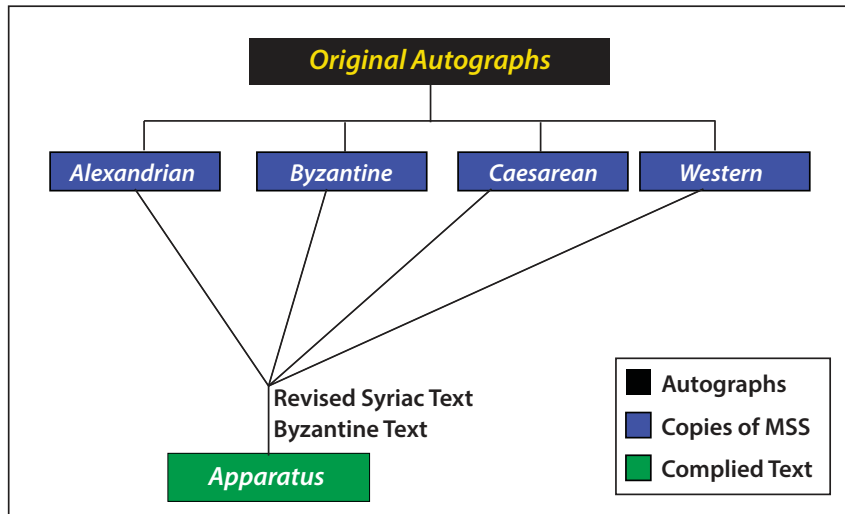 Original Autographs
Alexandrian
Byzantine
Caesarean
Western
Revised Syriac Text
Byzantine Text
Apparatus
Autographs
Copies of MSS
Complied Text